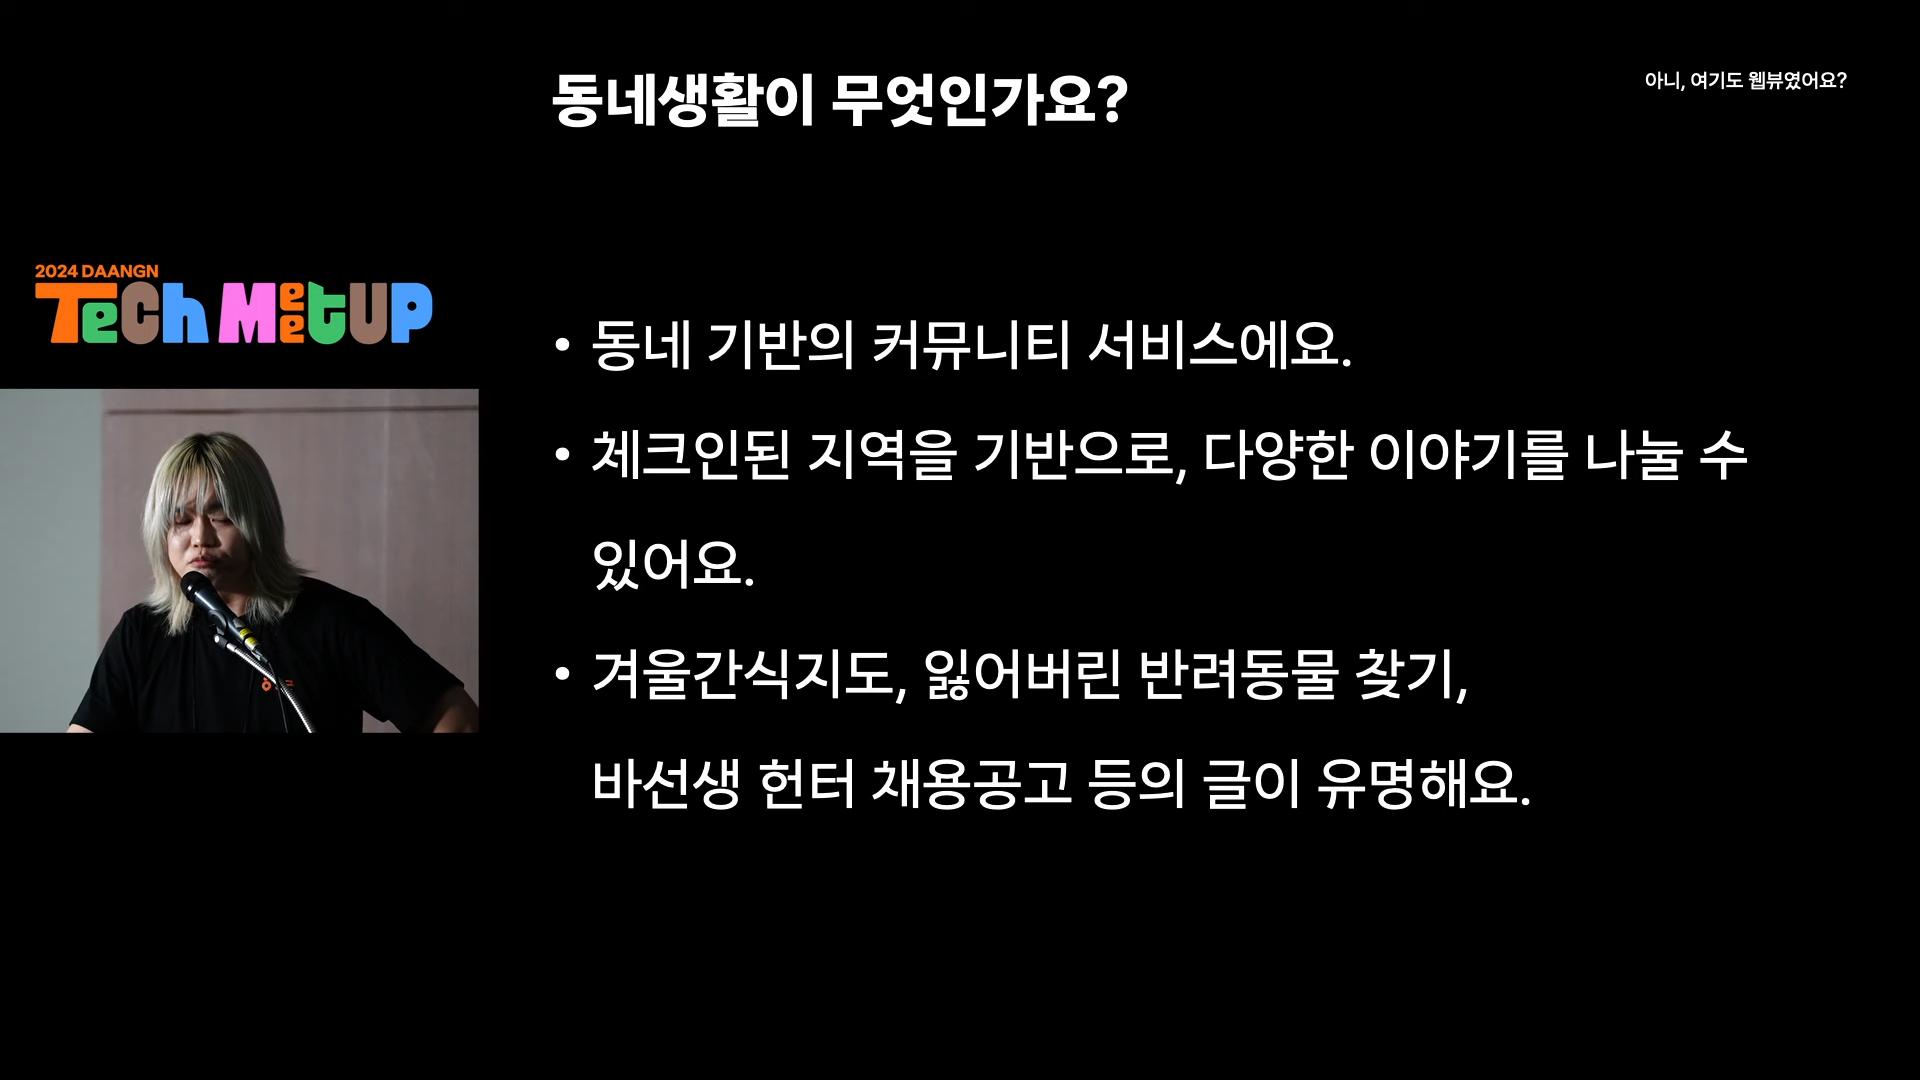 동네생활이 무엇인가요?
아니, 여기도 웹뷰였어요?
2024 DAANGN
Tech MeetUP
• 동네 기반의 커뮤니티 서비스에요.
• 체크인된 지역을 기반으로, 다양한 이야기를 나눌 수
있어요.
• 겨울간식지도, 잃어버린 반려동물 찾기,
바선생 헌터 채용공고 등의 글이 유명해요.